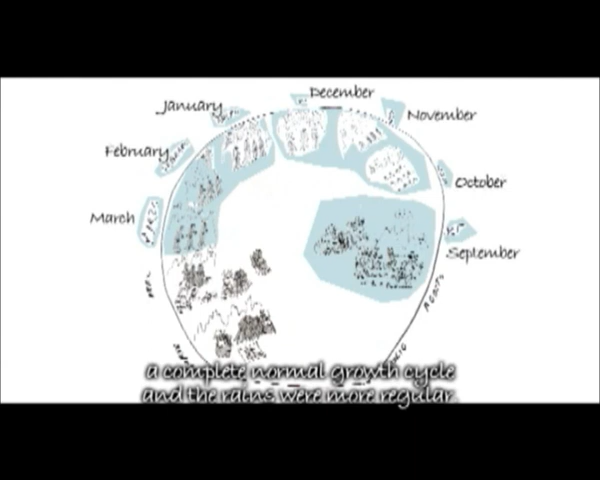 December
January
November
February
October
March
September
a complete normal growth cycle
and the rains were more regular.